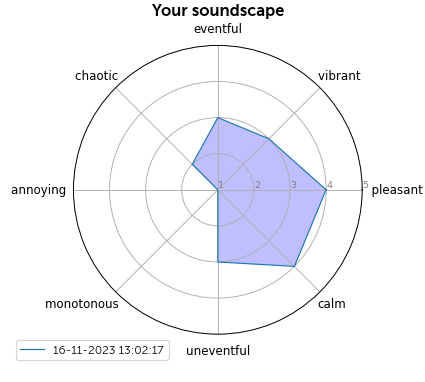 Your soundscape
eventful
chaotic
vibrant
annoying
1 2 3 4 5
pleasant
monotonous
calm
uneventful
16-11-2023 13:02:17